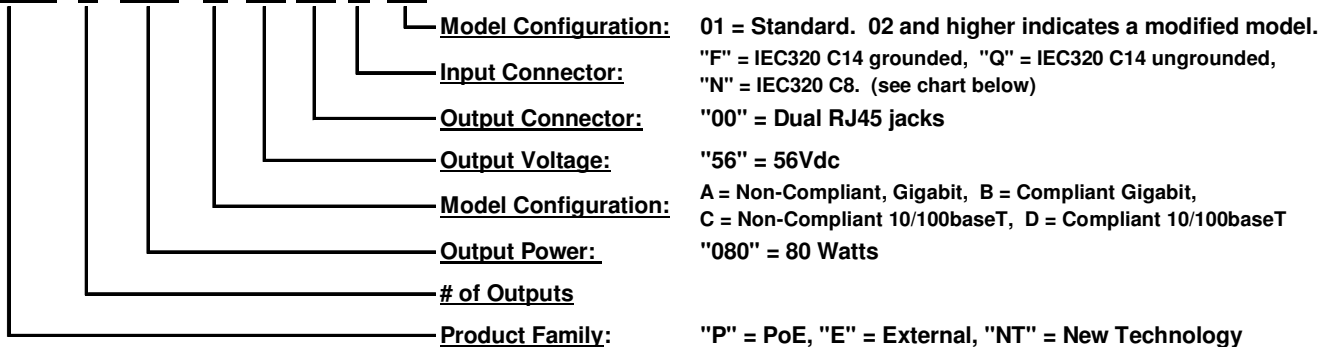 Model Configuration: 01 = Standard. 02 and higher indicates a modified model.
Input Connector: "F" = IEC320 C14 grounded, "Q" = IEC320 C14 ungrounded,
"N" = IEC320 C8. (see chart below)
Output Connector: "00" = Dual RJ45 jacks
Output Voltage: "56" = 56Vdc
Model Configuration: A = Non-Compliant, Gigabit, B = Compliant Gigabit,
C = Non-Compliant 10/100baseT, D = Compliant 10/100baseT
Output Power: "080" = 80 Watts
# of Outputs
Product Family: "P" = PoE, "E" = External, "NT" = New Technology